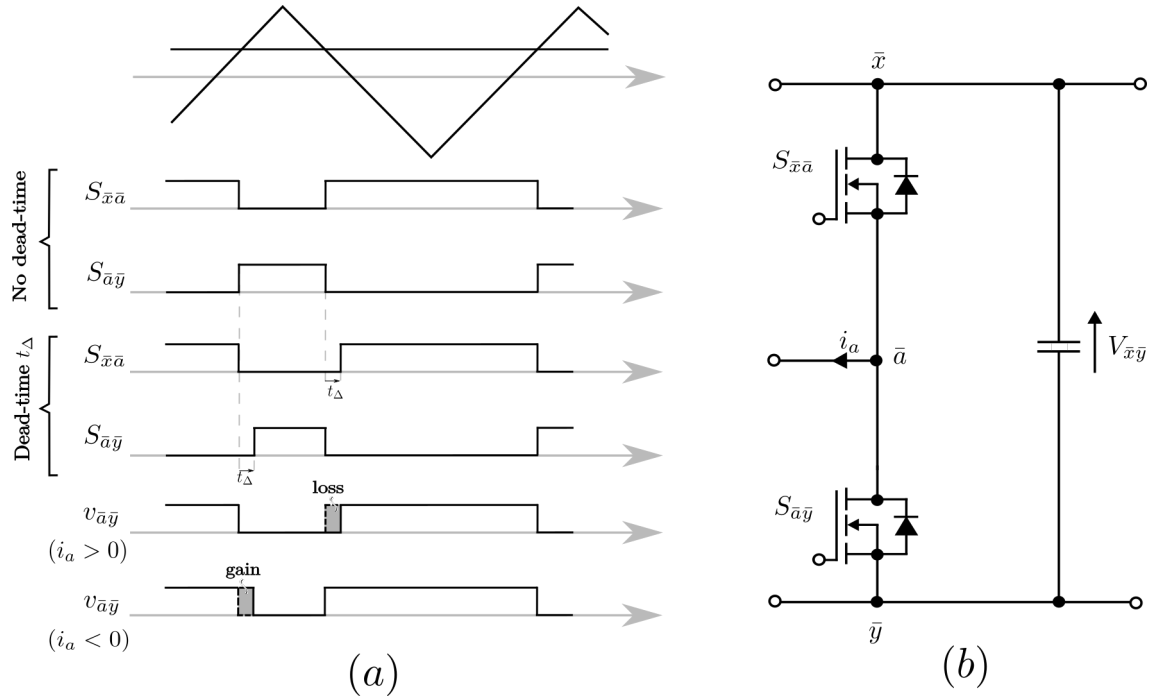 No dead-time
S_{x̄ā}
S_{āȳ}
Dead-time t_Δ
S_{x̄ā}
t_Δ
S_{āȳ}
t_Δ
loss
v_{āȳ}
(i_a > 0)
gain
v_{āȳ}
(i_a < 0)
(a)
x̄
S_{x̄ā}
i_a
ā
V_{x̄ȳ}
S_{āȳ}
ȳ
(b)